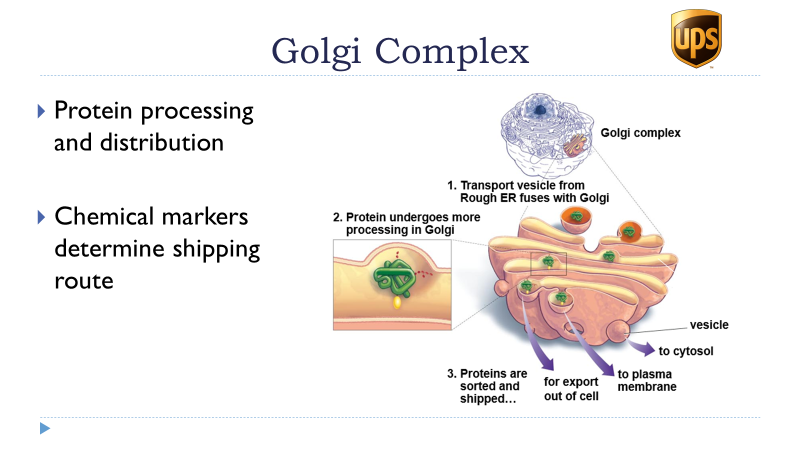 Golgi Complex
ups
Protein processing
and distribution
Chemical markers
determine shipping
route
Golgi complex
1. Transport vesicle from
Rough ER fuses with Golgi
2. Protein undergoes more
processing in Golgi
vesicle
to cytosol
to plasma
membrane
for export
out of cell
3. Proteins are
sorted and
shipped…